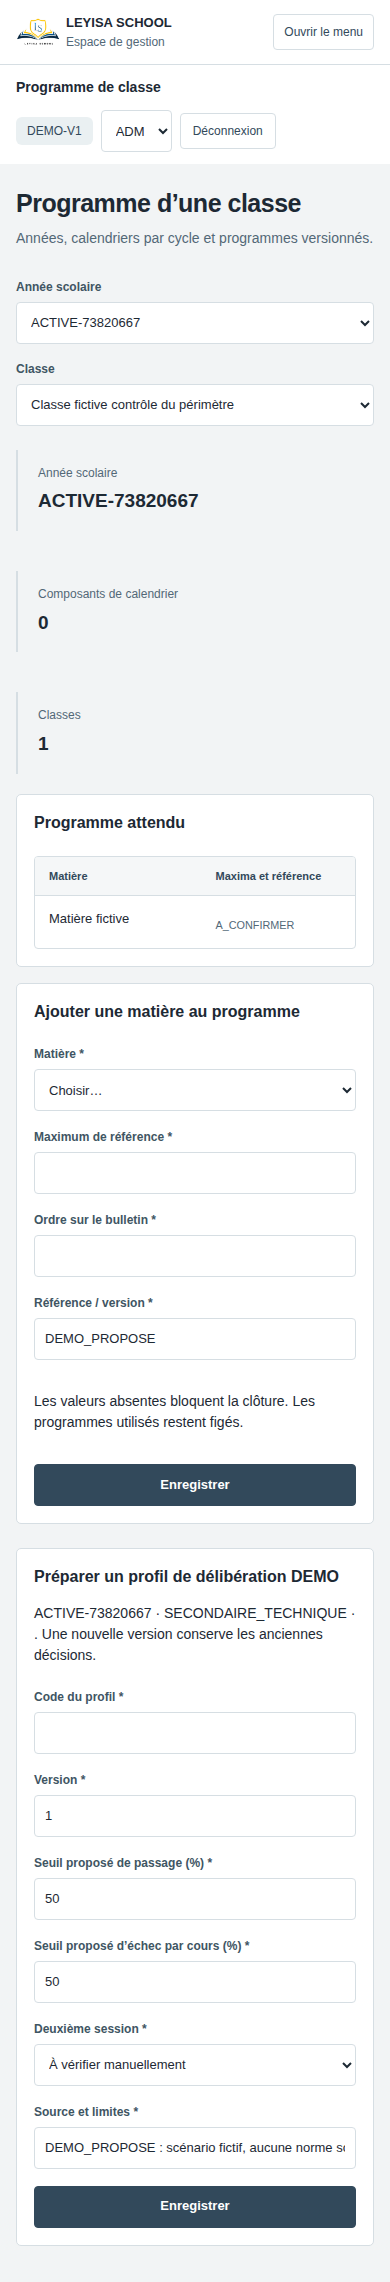 LEYISA SCHOOL
Espace de gestion
Ouvrir le menu
Programme de classe
DEMO-V1
ADM
Déconnexion
Programme d’une classe
Années, calendriers par cycle et programmes versionnés.
Année scolaire
ACTIVE-73820667
Classe
Classe fictive contrôle du périmètre
Année scolaire
ACTIVE-73820667
Composants de calendrier
0
Classes
1
Programme attendu
Matière Maxima et référence
Matière fictive A_CONFIRMER
Ajouter une matière au programme
Matière *
Choisir…
Maximum de référence *
Ordre sur le bulletin *
Référence / version *
DEMO_PROPOSE
Les valeurs absentes bloquent la clôture. Les
programmes utilisés restent figés.
Enregistrer
Préparer un profil de délibération DEMO
ACTIVE-73820667 · SECONDAIRE_TECHNIQUE ·
. Une nouvelle version conserve les anciennes
décisions.
Code du profil *
Version *
1
Seuil proposé de passage (%) *
50
Seuil proposé d’échec par cours (%) *
50
Deuxième session *
À vérifier manuellement
Source et limites *
DEMO_PROPOSE : scénario fictif, aucune norme
Enregistrer